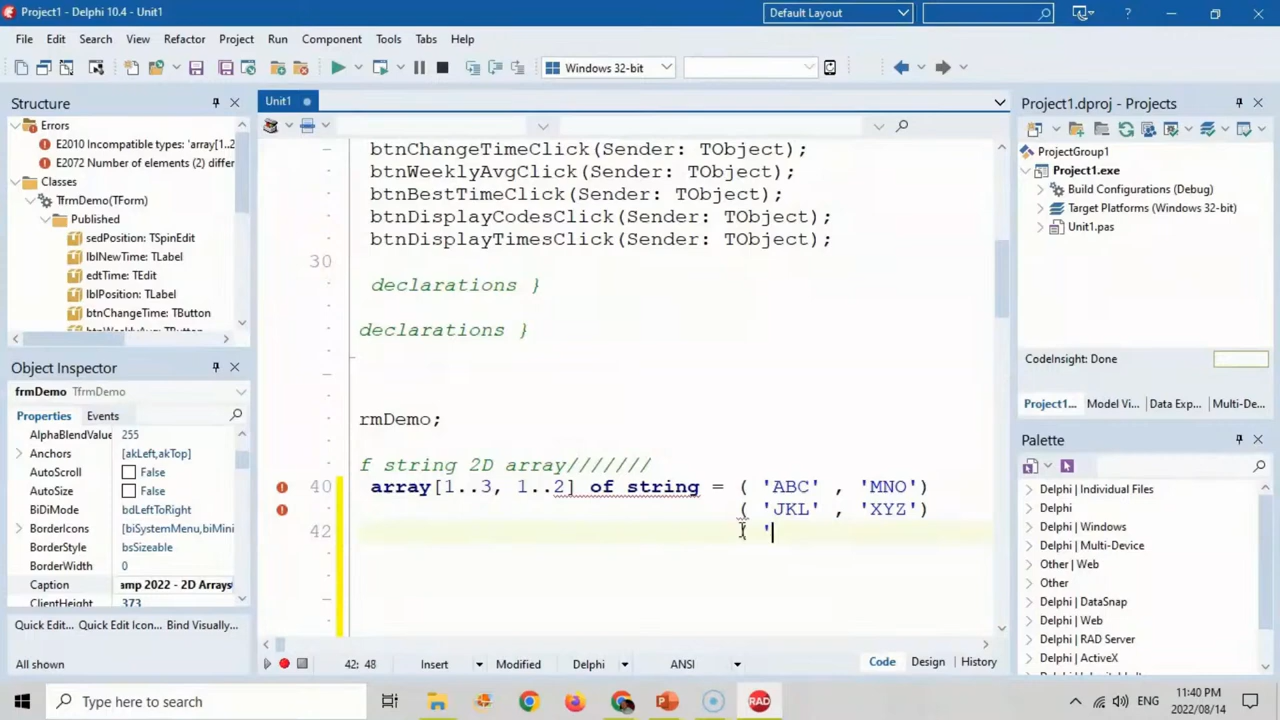 Project1 - Delphi 10.4 - Unit1
Default Layout
File Edit Search View Refactor Project Run Component Tools Tabs Help
Windows 32-bit
Structure
Errors
E2010 Incompatible types: 'array[1..2
E2072 Number of elements (2) differ
Classes
TfrmDemo(TForm)
Published
sedPosition: TSpinEdit
lblNewTime: TLabel
edtTime: TEdit
lblPosition: TLabel
btnChangeTime: TButton
Object Inspector
frmDemo TfrmDemo
Properties Events
AlphaBlendValue 255
Anchors [akLeft,akTop]
AutoScroll False
AutoSize False
BiDiMode bdLeftToRight
BorderIcons [biSystemMenu,biMini
BorderStyle bsSizeable
BorderWidth 0
Caption amp 2022 - 2D Arrays
ClientHeight 373
Quick Edit... Quick Edit Icon... Bind Visually...
All shown
Unit1
btnChangeTimeClick(Sender: TObject);
btnWeeklyAvgClick(Sender: TObject);
btnBestTimeClick(Sender: TObject);
btnDisplayCodesClick(Sender: TObject);
btnDisplayTimesClick(Sender: TObject);
30
declarations }
declarations }
rmDemo;
f string 2D array///////
40 array[1..3, 1..2] of string = ( 'ABC' , 'MNO')
( 'JKL' , 'XYZ')
42 ( '
42: 48 Insert Modified Delphi ANSI Code Design History
Project1.dproj - Projects
ProjectGroup1
Project1.exe
Build Configurations (Debug)
Target Platforms (Windows 32-bit)
Unit1.pas
CodeInsight: Done
Project1... Model Vi... Data Exp... Multi-De...
Palette
Delphi | Individual Files
Delphi
Delphi | Windows
Delphi | Multi-Device
Other | Web
Other
Delphi | DataSnap
Delphi | Web
Delphi | RAD Server
Delphi | ActiveX
Type here to search
RAD
ENG
11:40 PM
2022/08/14